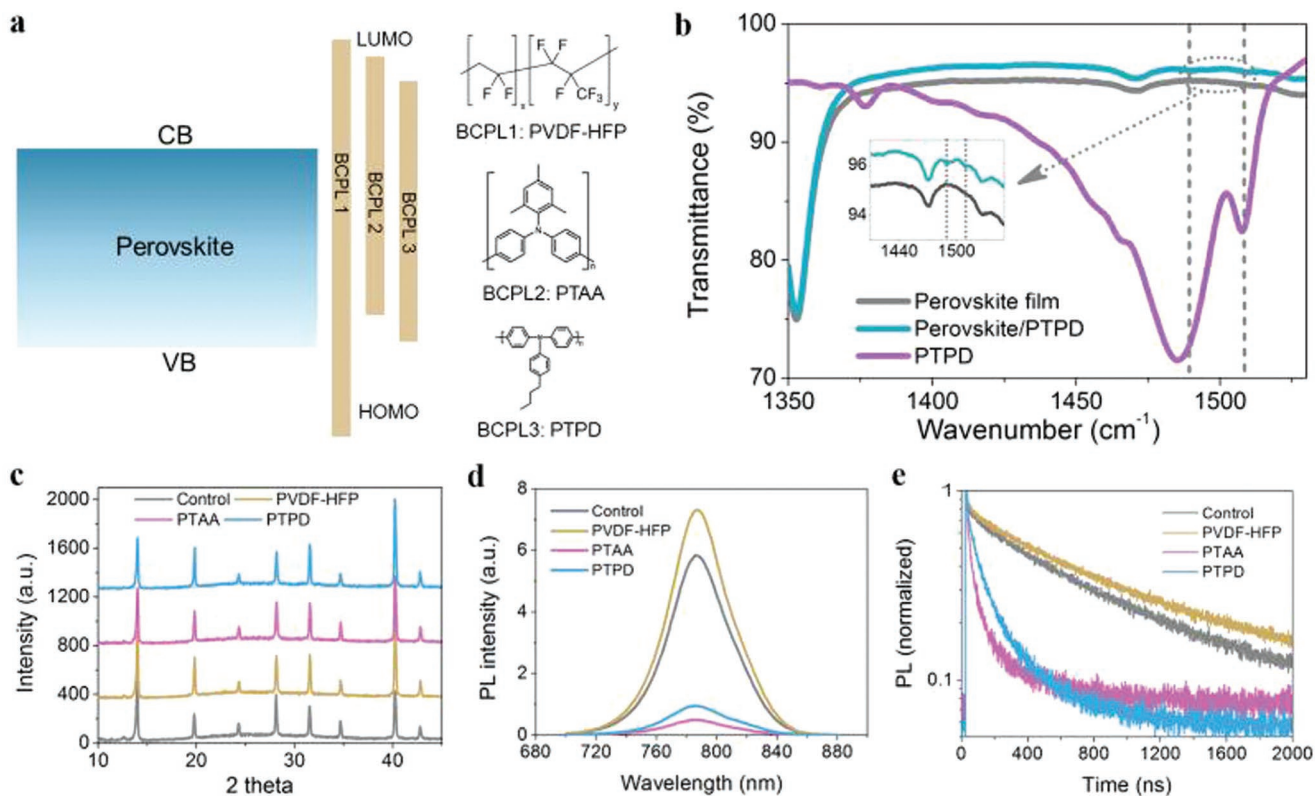 a
LUMO
CB
Perovskite
VB
HOMO
BCPL 1
BCPL 2
BCPL 3
F
F
F
F
F
F
CF3
x
y
BCPL1: PVDF-HFP
N
n
BCPL2: PTAA
N
n
BCPL3: PTPD
b
Transmittance (%)
100
90
80
70
96
94
1440 1500
Perovskite film
Perovskite/PTPD
PTPD
1350 1400 1450 1500
Wavenumber (cm-1)
c
Intensity (a.u.)
2000
1600
1200
800
400
0
Control PVDF-HFP
PTAA PTPD
10 20 30 40
2 theta
d
PL intensity (a.u.)
8
6
4
2
0
Control
PVDF-HFP
PTAA
PTPD
680 720 760 800 840 880
Wavelength (nm)
e
PL (normalized)
1
0.1
Control
PVDF-HFP
PTAA
PTPD
0 400 800 1200 1600 2000
Time (ns)